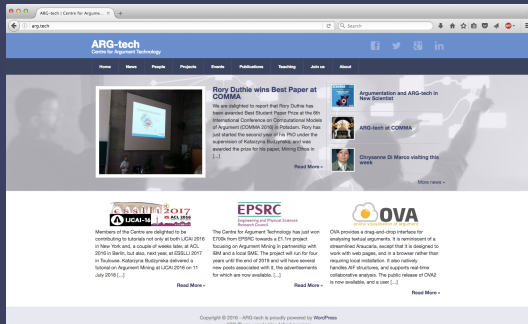 ARG-tech | Centre for Argume...
arg.tech
Search
ARG-tech
Centre for Argument Technology
Home News People Projects Events Publications Teaching Join us About
Rory Duthie wins Best Paper at
COMMA
We are delighted to report that Rory Duthie has
been awarded Best Student Paper Prize at the 6th
International Conference on Computational Models
of Argument (COMMA 2016) in Potsdam. Rory has
just started the second year of his PhD under the
supervision of Katarzyna Budzynska, and was
awarded the prize for his paper, Mining Ethos in
[...]
Read More »
Argumentation and ARG-tech in
New Scientist
ARG-tech at COMMA
Chrysanne Di Marco visiting this
week
More news »
2017
IJCAI-16
ACL 2016
Members of the Centre are delighted to be
contributing to tutorials not only at both IJCAI 2016
in New York and, a couple of weeks later, at ACL
2016 in Berlin, but also, next year, at ESSLLI 2017
in Toulouse. Katarzyna Budzynska delivered a
tutorial on Argument Mining at IJCAI 2016 on 11
July 2016 [...]
Read More »
EPSRC
Engineering and Physical Sciences
Research Council
The Centre for Argument Technology has just won
£700k from EPSRC towards a £1.1m project
focusing on Argument Mining in partnership with
IBM and a local SME. The project will run for four
years until the end of 2019 and will have several
new posts associated with it, the advertisements
for which are now available. [...]
Read More »
OVA
online visualisation of argument
OVA provides a drag-and-drop interface for
analysing textual arguments. It is reminiscent of a
streamlined Araucaria, except that it is designed to
work with web pages, and in a browser rather than
requiring local installation. It also natively
handles AIF structures, and supports real-time
collaborative analysis. The public release of OVA2
is now available, and a user [...]
Read More »
Copyright © 2016 - ARG-tech is proudly powered by WordPress